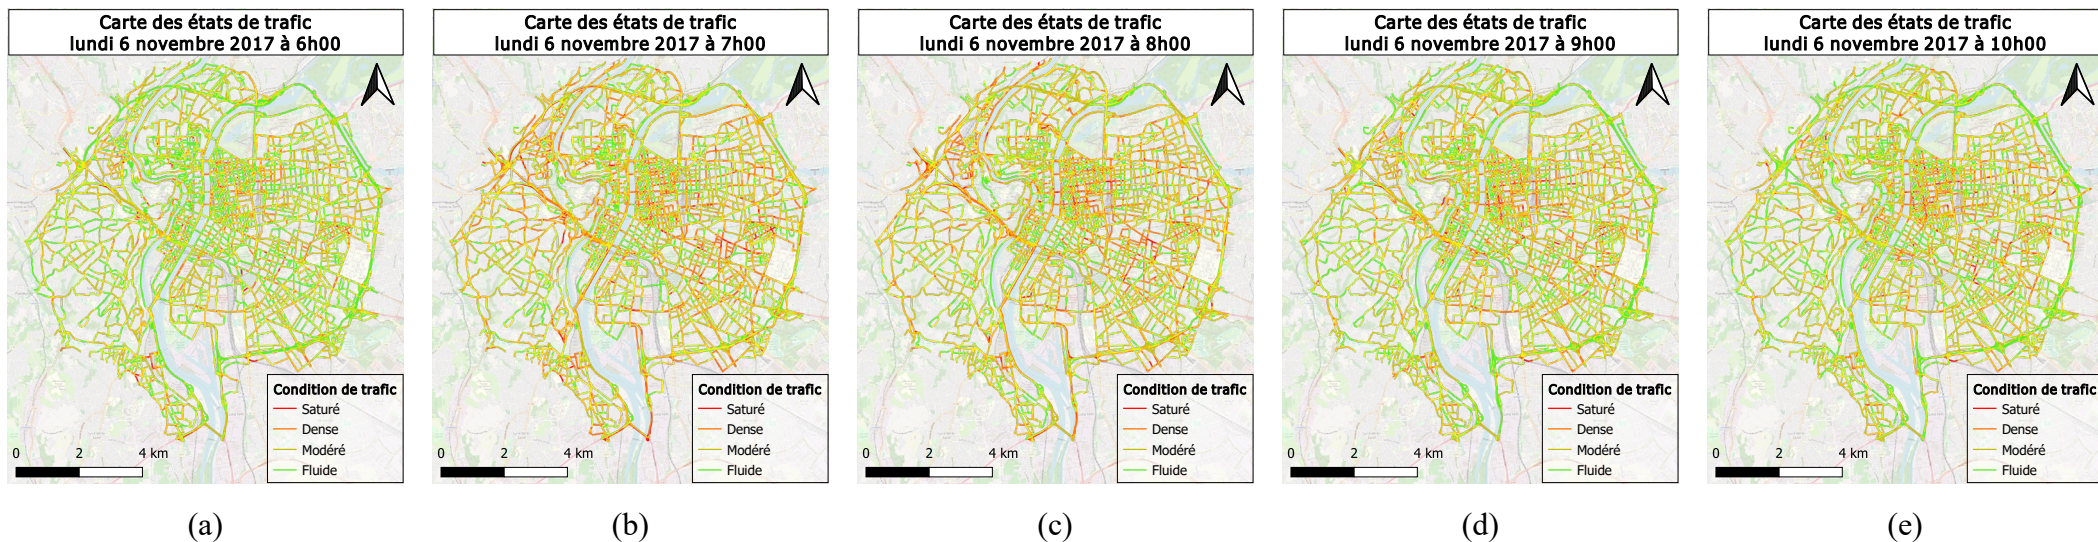 Carte des états de trafic
lundi 6 novembre 2017 à 6h00
Condition de trafic
Saturé
Dense
Modéré
Fluide
0 2 4 km
(a)
Carte des états de trafic
lundi 6 novembre 2017 à 7h00
Condition de trafic
Saturé
Dense
Modéré
Fluide
0 2 4 km
(b)
Carte des états de trafic
lundi 6 novembre 2017 à 8h00
Condition de trafic
Saturé
Dense
Modéré
Fluide
0 2 4 km
(c)
Carte des états de trafic
lundi 6 novembre 2017 à 9h00
Condition de trafic
Saturé
Dense
Modéré
Fluide
0 2 4 km
(d)
Carte des états de trafic
lundi 6 novembre 2017 à 10h00
Condition de trafic
Saturé
Dense
Modéré
Fluide
0 2 4 km
(e)